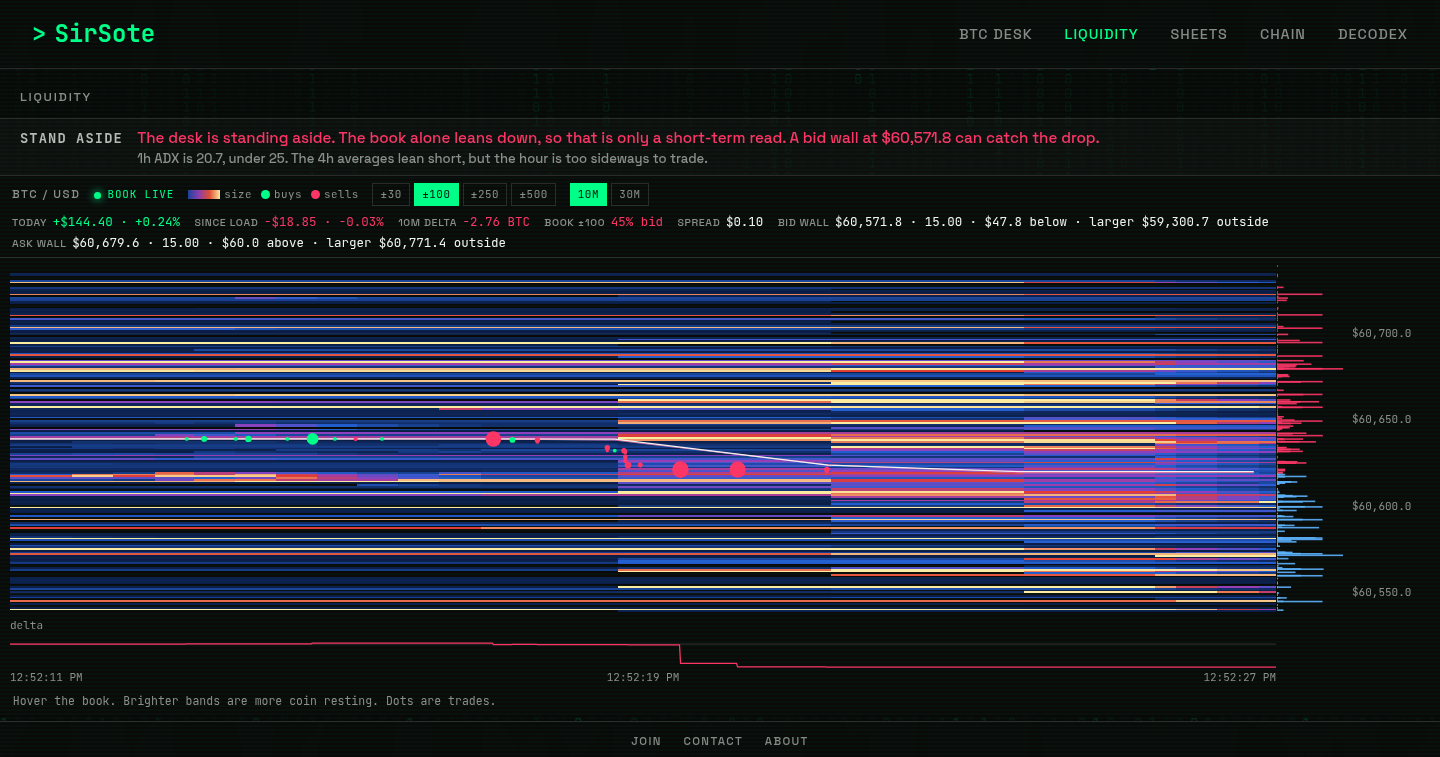 > SirSote
BTC DESK LIQUIDITY SHEETS CHAIN DECODEX
LIQUIDITY
STAND ASIDE The desk is standing aside. The book alone leans down, so that is only a short-term read. A bid wall at $60,571.8 can catch the drop.
1h ADX is 20.7, under 25. The 4h averages lean short, but the hour is too sideways to trade.
BTC / USD BOOK LIVE size buys sells ±30 ±100 ±250 ±500 10M 30M
TODAY +$144.40 · +0.24% SINCE LOAD -$18.85 · -0.03% 10M DELTA -2.76 BTC BOOK ±100 45% bid SPREAD $0.10 BID WALL $60,571.8 · 15.00 · $47.8 below · larger $59,300.7 outside
ASK WALL $60,679.6 · 15.00 · $60.0 above · larger $60,771.4 outside
$60,700.0
$60,650.0
$60,600.0
$60,550.0
delta
12:52:11 PM 12:52:19 PM 12:52:27 PM
Hover the book. Brighter bands are more coin resting. Dots are trades.
JOIN CONTACT ABOUT